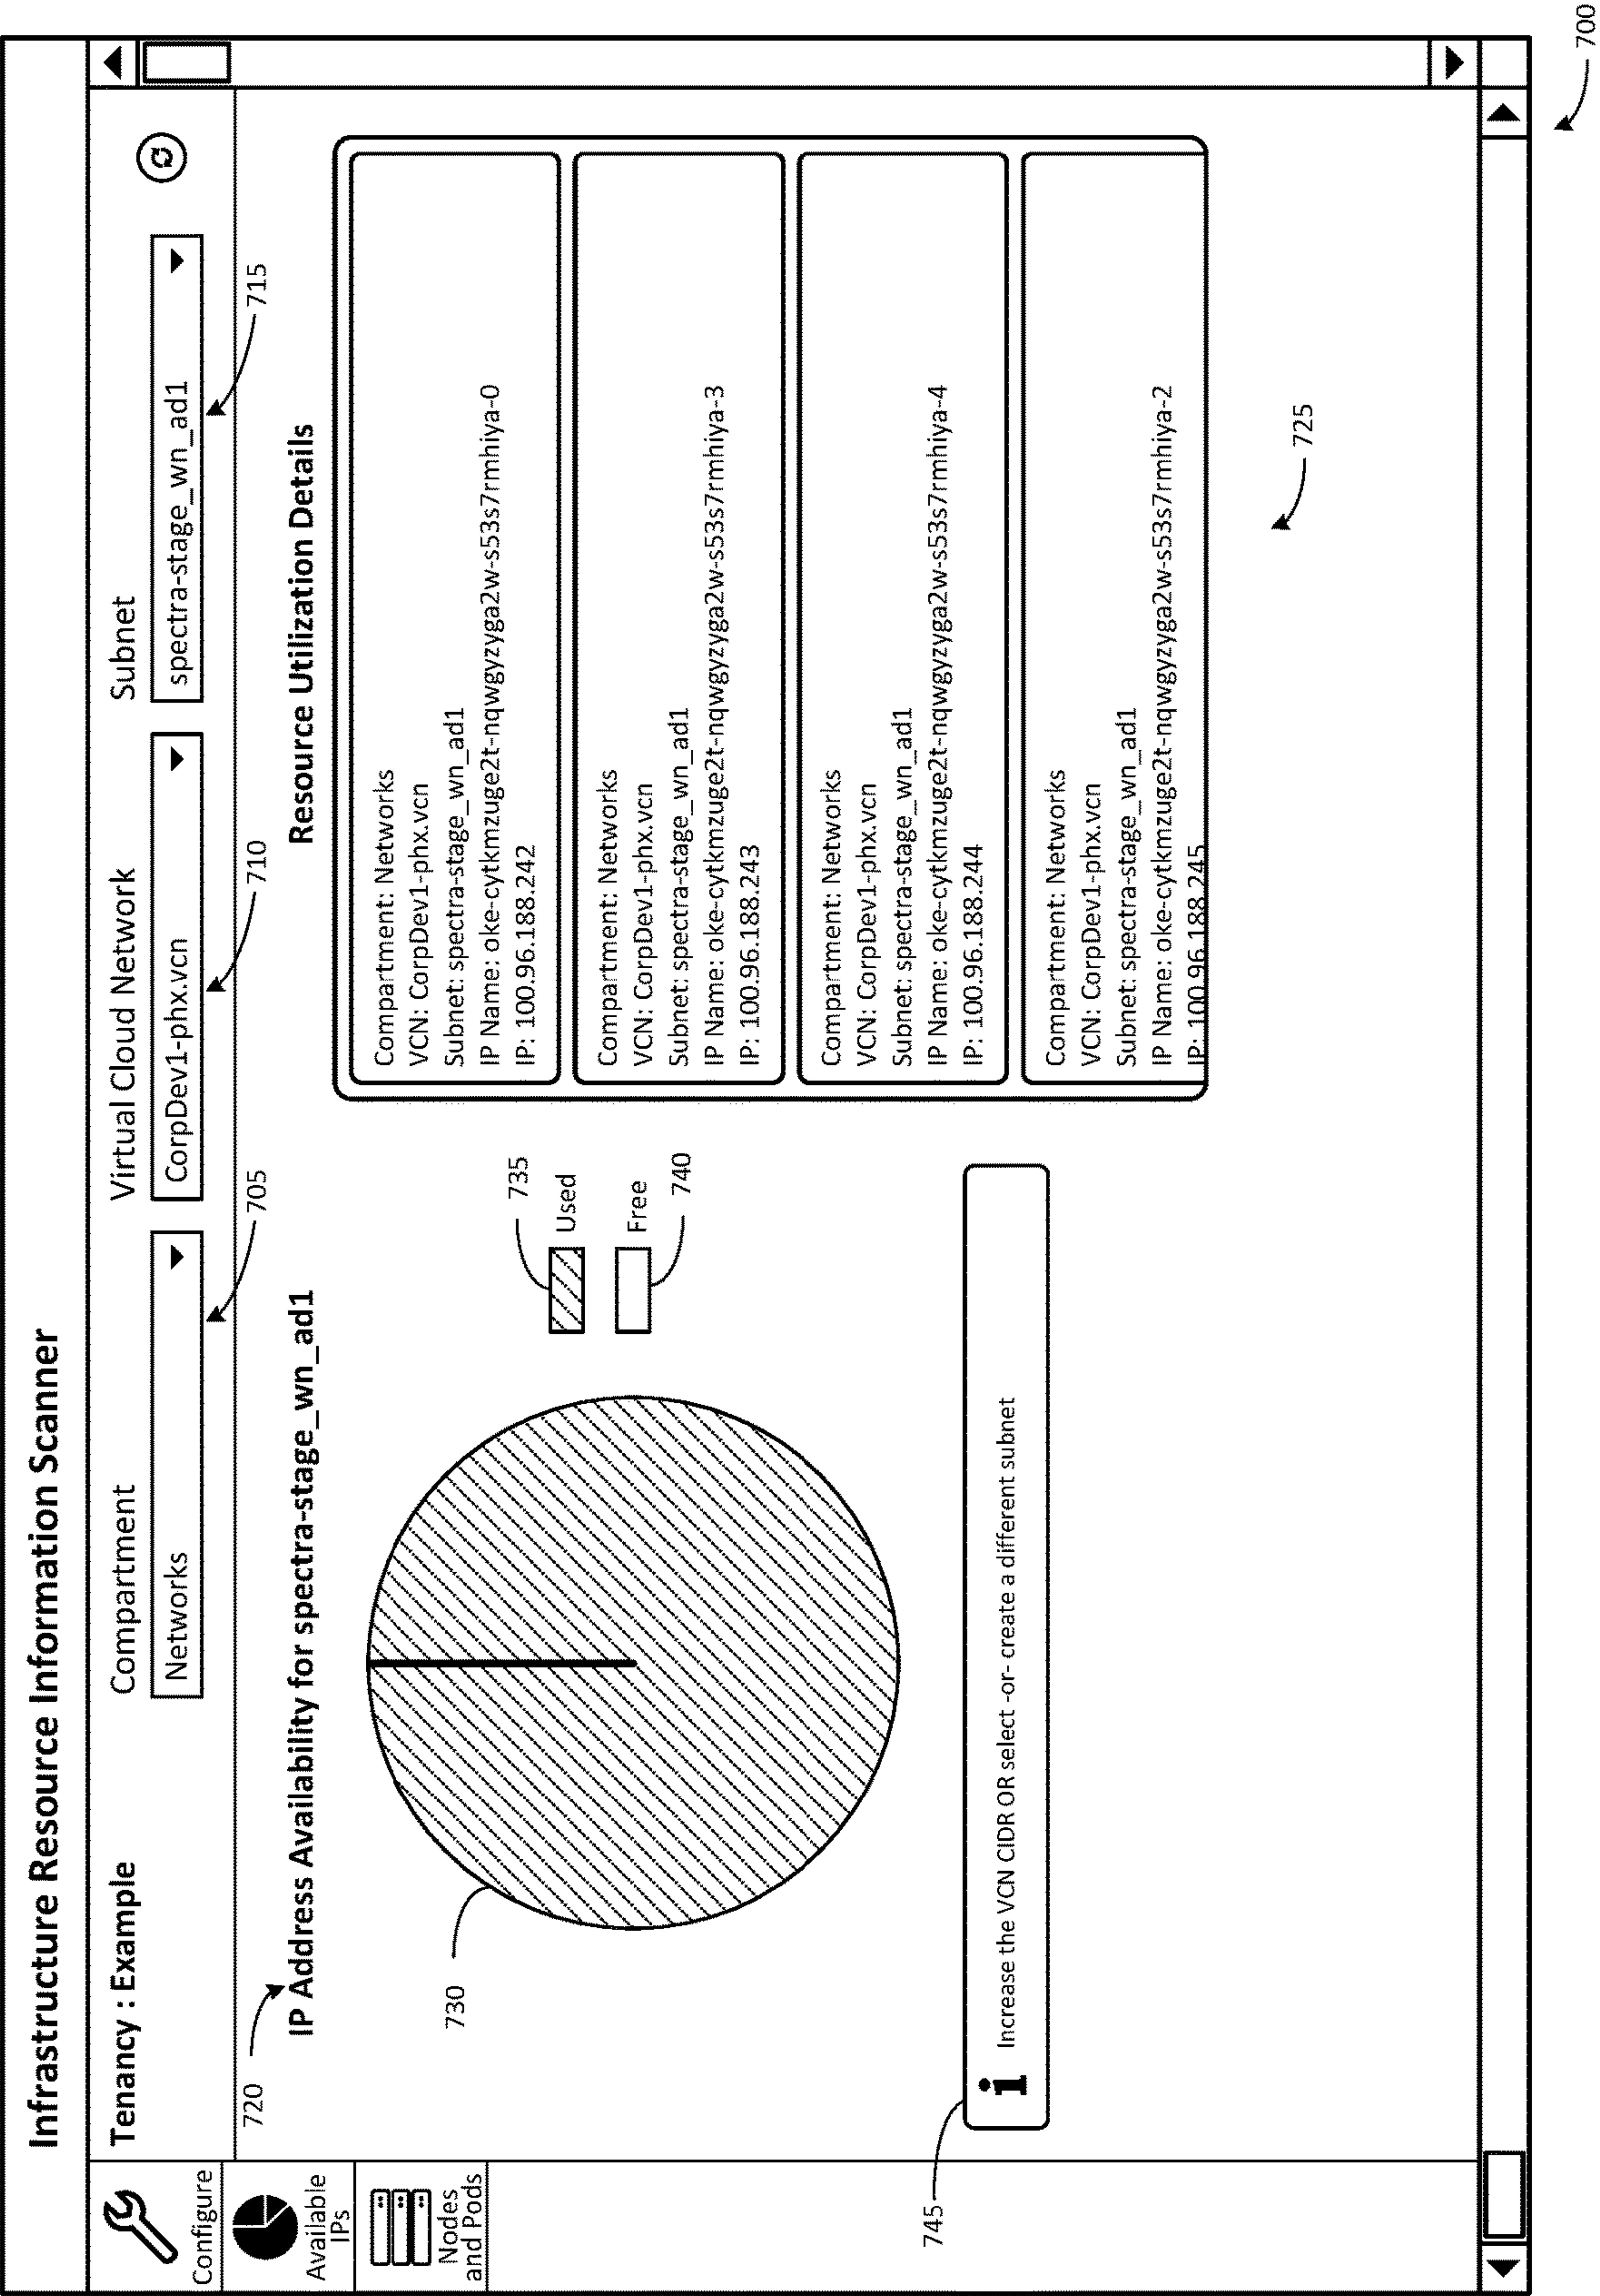 Infrastructure Resource Information Scanner
Configure
Available
IPs
Nodes
and Pods
Tenancy : Example
Compartment
Networks
705
Virtual Cloud Network
CorpDev1-phx.vcn
710
Subnet
spectra-stage_wn_ad1
715
720
IP Address Availability for spectra-stage_wn_ad1
730
735
Used
Free
740
745
i Increase the VCN CIDR OR select -or- create a different subnet
Resource Utilization Details
Compartment: Networks
VCN: CorpDev1-phx.vcn
Subnet: spectra-stage_wn_ad1
IP Name: oke-cytkmzuge2t-nqwgyzyga2w-s53s7rmhiya-0
IP: 100.96.188.242
Compartment: Networks
VCN: CorpDev1-phx.vcn
Subnet: spectra-stage_wn_ad1
IP Name: oke-cytkmzuge2t-nqwgyzyga2w-s53s7rmhiya-3
IP: 100.96.188.243
Compartment: Networks
VCN: CorpDev1-phx.vcn
Subnet: spectra-stage_wn_ad1
IP Name: oke-cytkmzuge2t-nqwgyzyga2w-s53s7rmhiya-4
IP: 100.96.188.244
Compartment: Networks
VCN: CorpDev1-phx.vcn
Subnet: spectra-stage_wn_ad1
IP Name: oke-cytkmzuge2t-nqwgyzyga2w-s53s7rmhiya-2
IP: 100.96.188.245
725
700